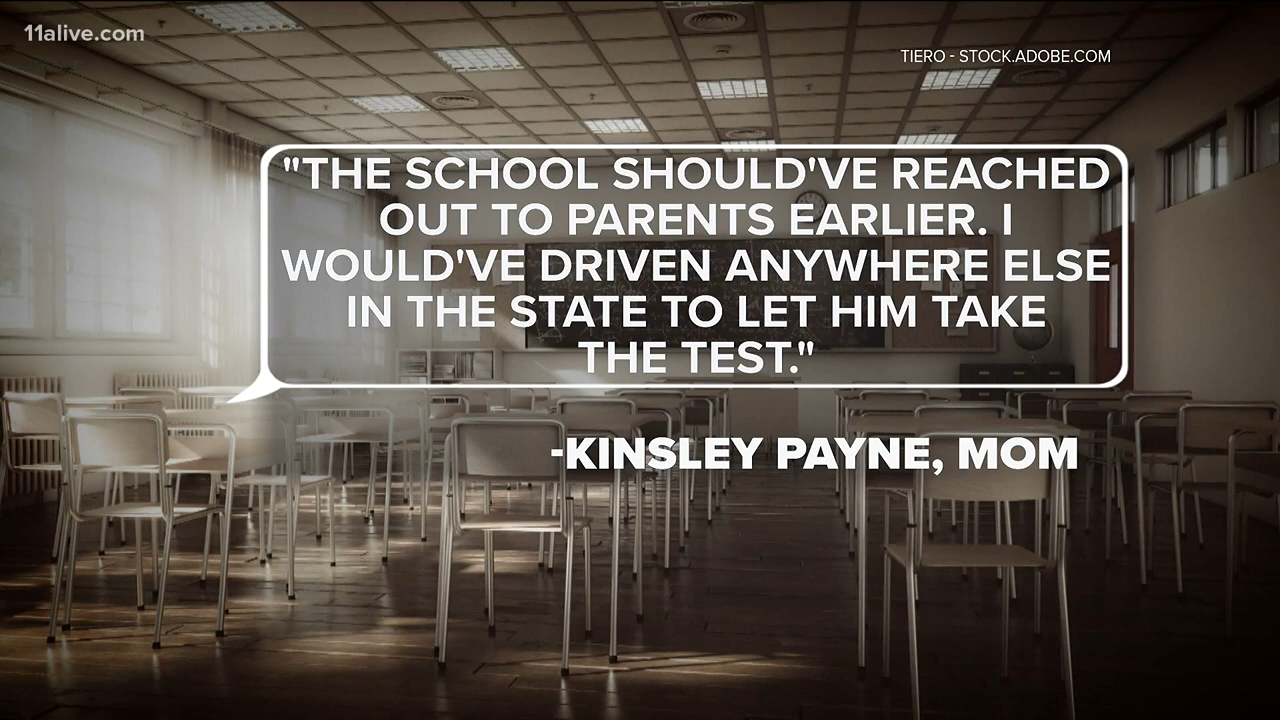 11alive.com
TIERO - STOCK.ADOBE.COM
"THE SCHOOL SHOULD'VE REACHED
OUT TO PARENTS EARLIER. I
WOULD'VE DRIVEN ANYWHERE ELSE
IN THE STATE TO LET HIM TAKE
THE TEST."
-KINSLEY PAYNE, MOM